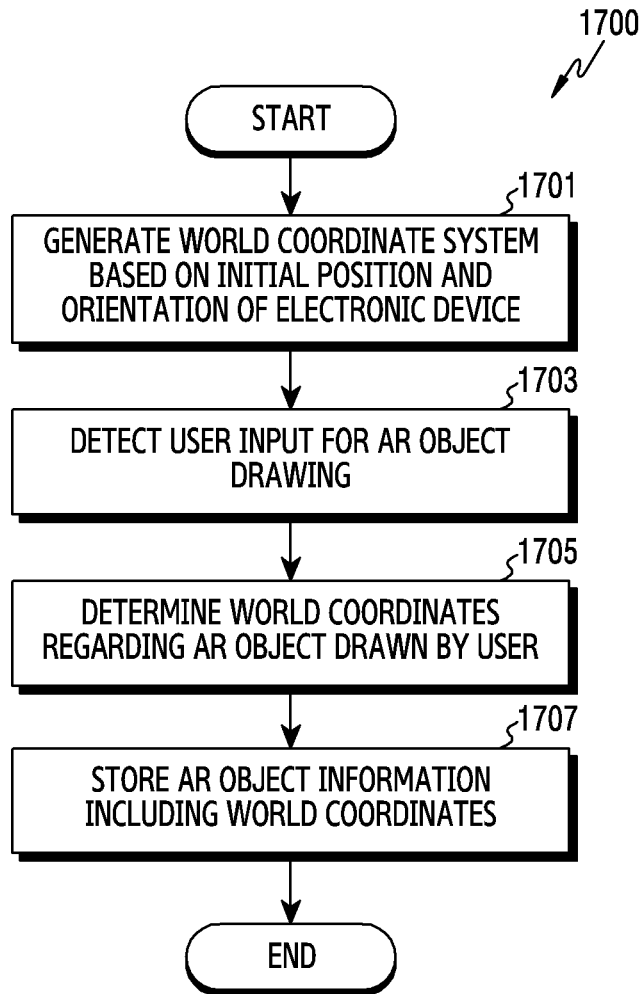 1700
START
1701
GENERATE WORLD COORDINATE SYSTEM
BASED ON INITIAL POSITION AND
ORIENTATION OF ELECTRONIC DEVICE
1703
DETECT USER INPUT FOR AR OBJECT
DRAWING
1705
DETERMINE WORLD COORDINATES
REGARDING AR OBJECT DRAWN BY USER
1707
STORE AR OBJECT INFORMATION
INCLUDING WORLD COORDINATES
END